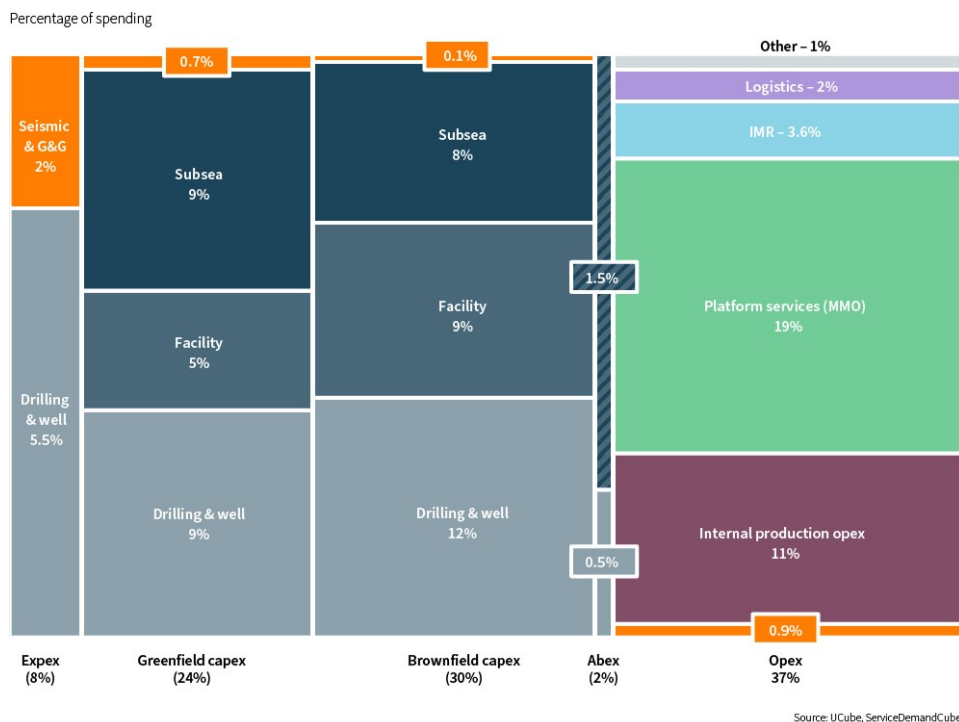 Percentage of spending
Seismic
& G&G
2%
Drilling
& well
5.5%
0.7%
Subsea
9%
Facility
5%
Drilling & well
9%
0.1%
Subsea
8%
Facility
9%
Drilling & well
12%
1.5%
0.5%
Other – 1%
Logistics – 2%
IMR – 3.6%
Platform services (MMO)
19%
Internal production opex
11%
0.9%
Expex
(8%)
Greenfield capex
(24%)
Brownfield capex
(30%)
Abex
(2%)
Opex
37%
Source: UCube, ServiceDemandCube